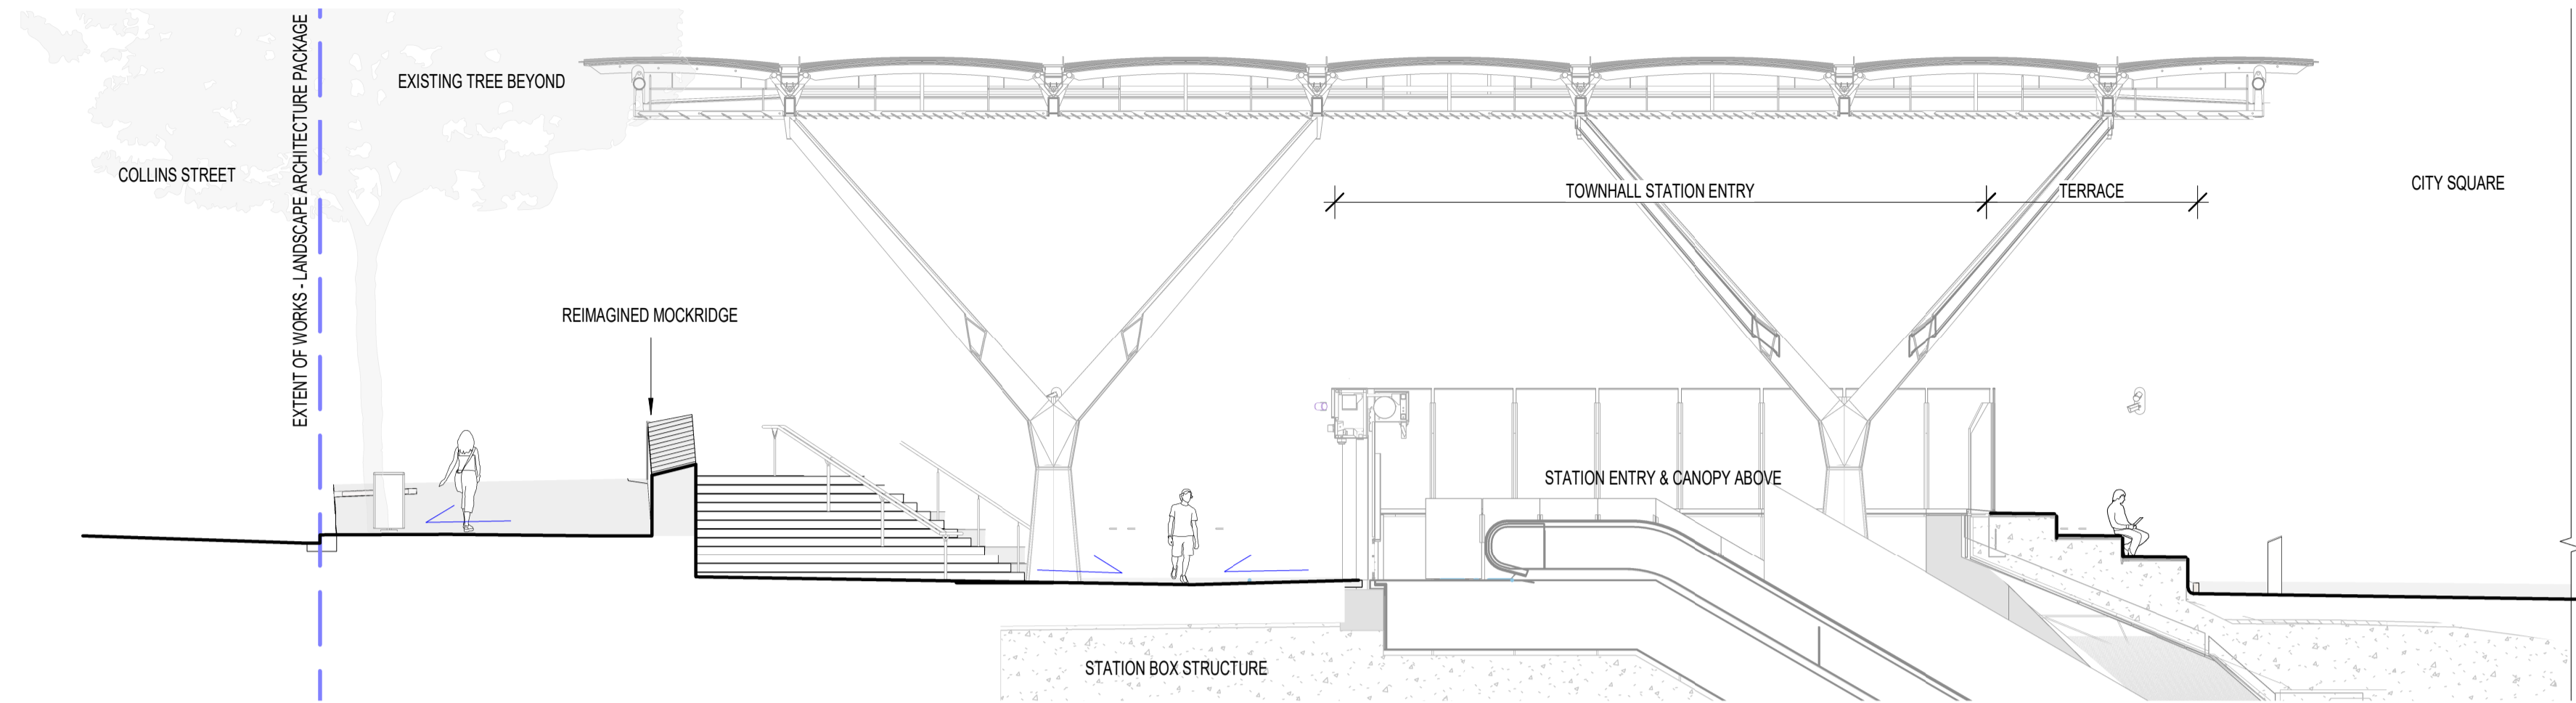 EXTENT OF WORKS - LANDSCAPE ARCHITECTURE PACKAGE
EXISTING TREE BEYOND
COLLINS STREET
TOWNHALL STATION ENTRY
TERRACE
CITY SQUARE
REIMAGINED MOCKRIDGE
STATION ENTRY & CANOPY ABOVE
STATION BOX STRUCTURE